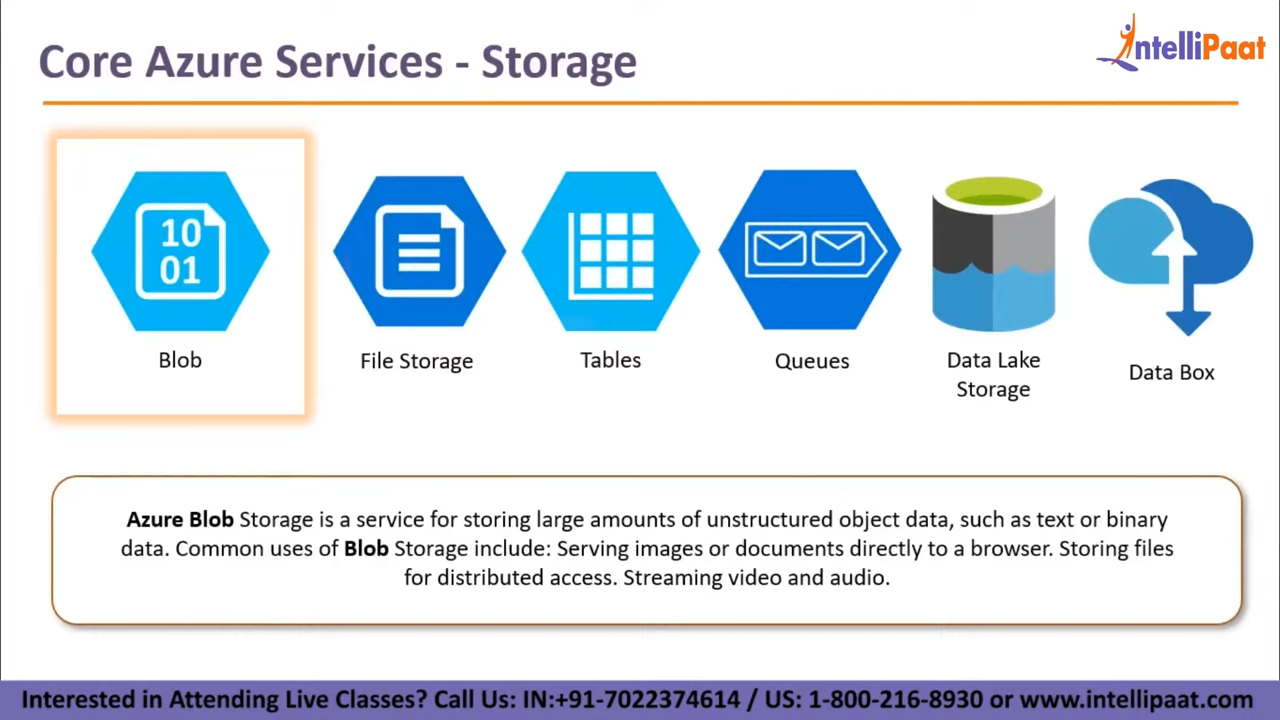 Core Azure Services - Storage
IntelliPaat
10
01
Blob
File Storage
Tables
Queues
Data Lake
Storage
Data Box
Azure Blob Storage is a service for storing large amounts of unstructured object data, such as text or binary
data. Common uses of Blob Storage include: Serving images or documents directly to a browser. Storing files
for distributed access. Streaming video and audio.
Interested in Attending Live Classes? Call Us: IN:+91-7022374614 / US: 1-800-216-8930 or www.intellipaat.com